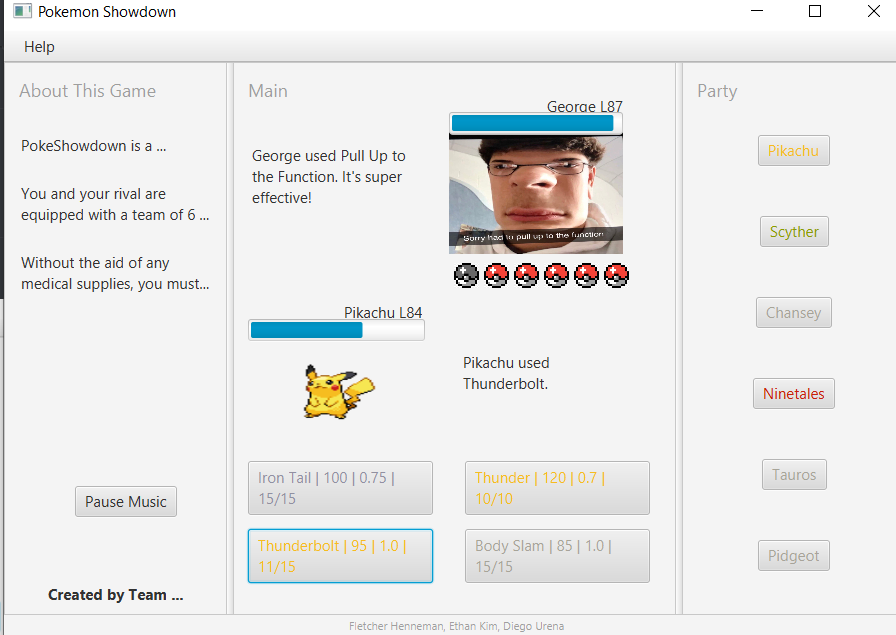 Pokemon Showdown
Help
About This Game
PokeShowdown is a ...
You and your rival are
equipped with a team of 6 ...
Without the aid of any
medical supplies, you must...
Pause Music
Created by Team ...
Main
George L87
George used Pull Up to
the Function. It's super
effective!
Sorry had to pull up to the function
Pikachu L84
Pikachu used
Thunderbolt.
Iron Tail | 100 | 0.75 |
15/15
Thunder | 120 | 0.7 |
10/10
Thunderbolt | 95 | 1.0 |
11/15
Body Slam | 85 | 1.0 |
15/15
Party
Pikachu
Scyther
Chansey
Ninetales
Tauros
Pidgeot
Fletcher Henneman, Ethan Kim, Diego Urena